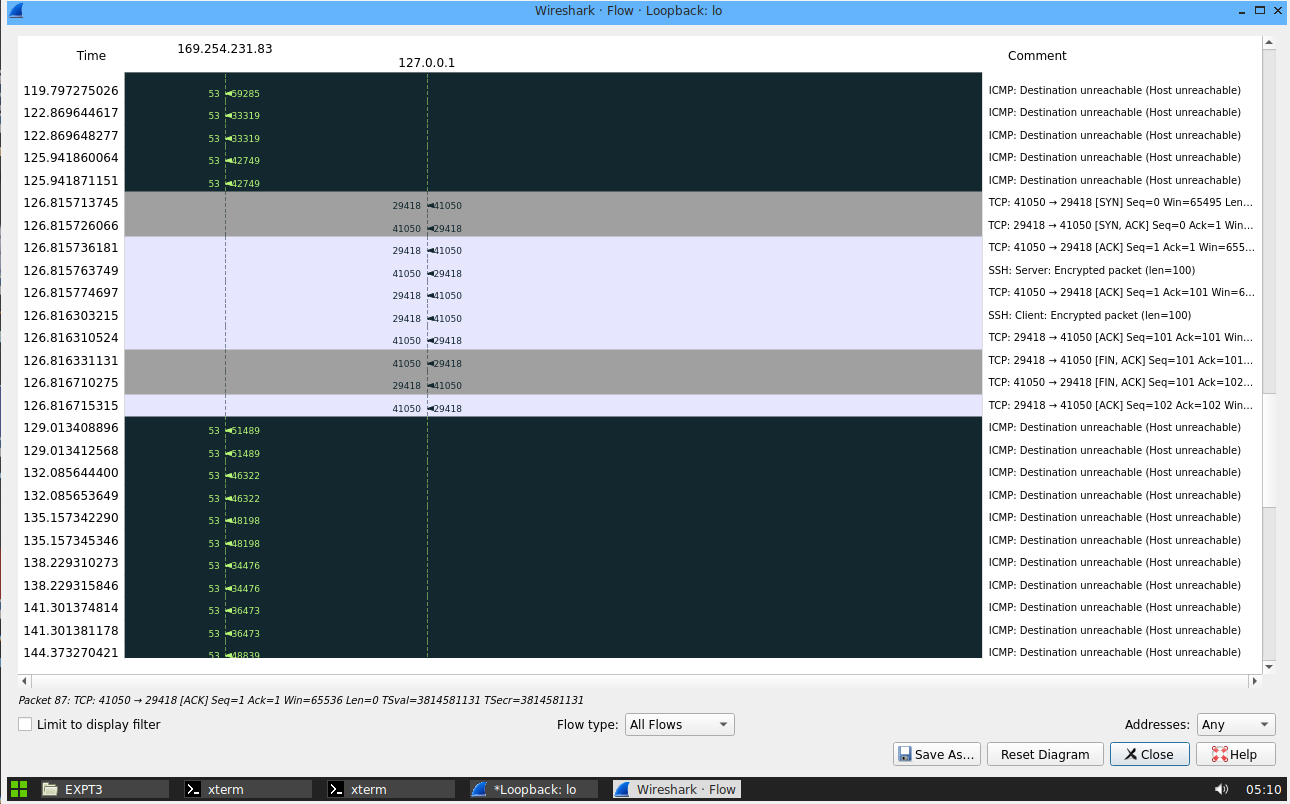 Wireshark · Flow · Loopback: lo
Time 169.254.231.83 127.0.0.1 Comment
119.797275026 53 59285 ICMP: Destination unreachable (Host unreachable)
122.869644617 53 33319 ICMP: Destination unreachable (Host unreachable)
122.869648277 53 33319 ICMP: Destination unreachable (Host unreachable)
125.941860064 53 42749 ICMP: Destination unreachable (Host unreachable)
125.941871151 53 42749 ICMP: Destination unreachable (Host unreachable)
126.815713745 29418 41050 TCP: 41050 → 29418 [SYN] Seq=0 Win=65495 Len...
126.815726066 41050 29418 TCP: 29418 → 41050 [SYN, ACK] Seq=0 Ack=1 Win...
126.815736181 29418 41050 TCP: 41050 → 29418 [ACK] Seq=1 Ack=1 Win=655...
126.815763749 41050 29418 SSH: Server: Encrypted packet (len=100)
126.815774697 29418 41050 TCP: 41050 → 29418 [ACK] Seq=1 Ack=101 Win=6...
126.816303215 29418 41050 SSH: Client: Encrypted packet (len=100)
126.816310524 41050 29418 TCP: 29418 → 41050 [ACK] Seq=101 Ack=101 Win...
126.816331131 41050 29418 TCP: 29418 → 41050 [FIN, ACK] Seq=101 Ack=101...
126.816710275 29418 41050 TCP: 41050 → 29418 [FIN, ACK] Seq=101 Ack=102...
126.816715315 41050 29418 TCP: 29418 → 41050 [ACK] Seq=102 Ack=102 Win...
129.013408896 53 51489 ICMP: Destination unreachable (Host unreachable)
129.013412568 53 51489 ICMP: Destination unreachable (Host unreachable)
132.085644400 53 46322 ICMP: Destination unreachable (Host unreachable)
132.085653649 53 46322 ICMP: Destination unreachable (Host unreachable)
135.157342290 53 48198 ICMP: Destination unreachable (Host unreachable)
135.157345346 53 48198 ICMP: Destination unreachable (Host unreachable)
138.229310273 53 34476 ICMP: Destination unreachable (Host unreachable)
138.229315846 53 34476 ICMP: Destination unreachable (Host unreachable)
141.301374814 53 36473 ICMP: Destination unreachable (Host unreachable)
141.301381178 53 36473 ICMP: Destination unreachable (Host unreachable)
144.373270421 53 48839 ICMP: Destination unreachable (Host unreachable)
Packet 87: TCP: 41050 → 29418 [ACK] Seq=1 Ack=1 Win=65536 Len=0 TSval=3814581131 TSecr=3814581131
Limit to display filter Flow type: All Flows Addresses: Any
Save As... Reset Diagram Close Help
EXPT3 xterm xterm *Loopback: lo Wireshark · Flow 05:10